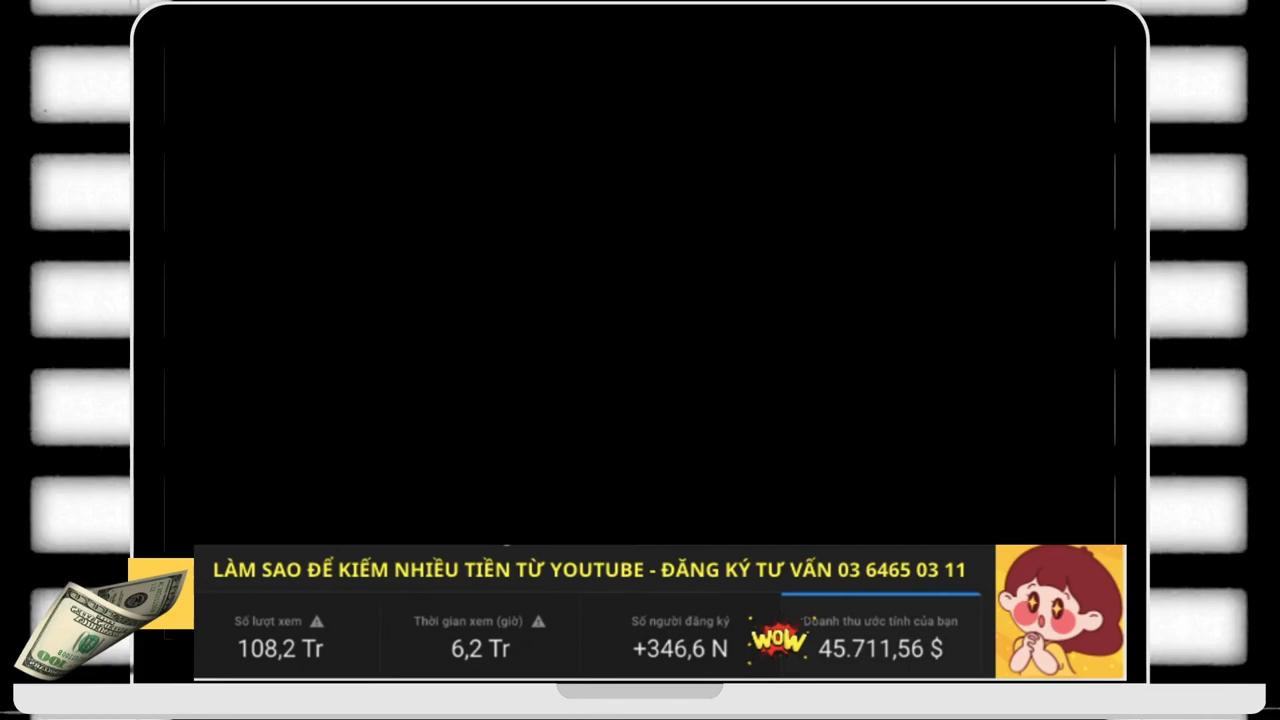 LÀM SAO ĐỂ KIẾM NHIỀU TIỀN TỪ YOUTUBE - ĐĂNG KÝ TƯ VẤN 03 6465 03 11
Số lượt xem Thời gian xem (giờ) Số người đăng ký Doanh thu ước tính của bạn
108,2 Tr 6,2 Tr +346,6 N WOW 45.711,56 $